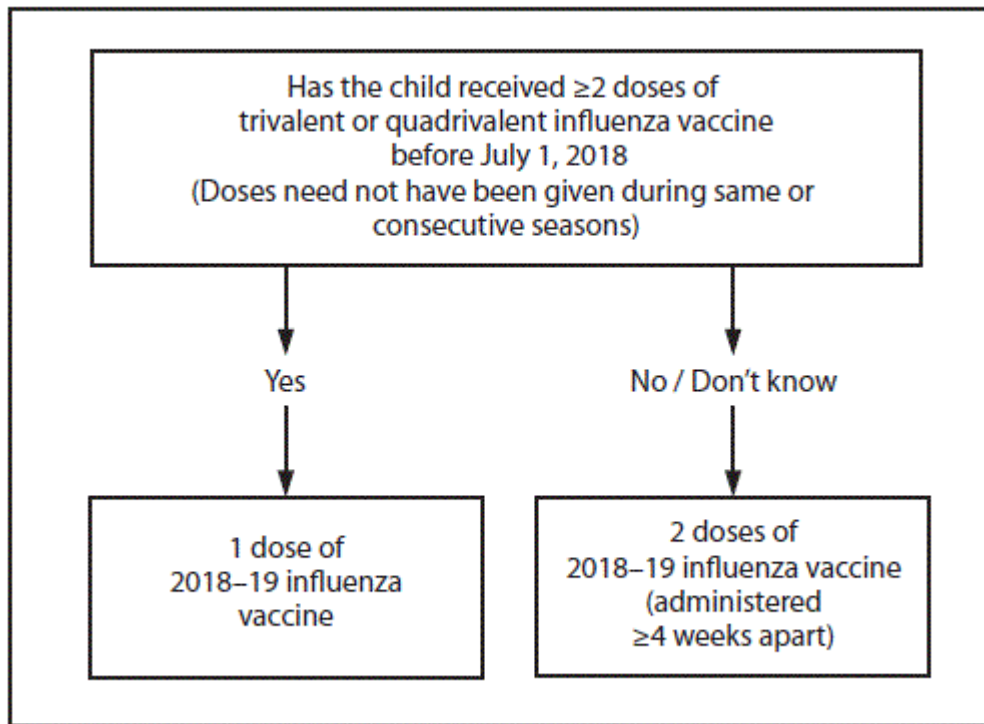 Has the child received ≥2 doses of
trivalent or quadrivalent influenza vaccine
before July 1, 2018
(Doses need not have been given during same or
consecutive seasons)
Yes
No / Don't know
1 dose of
2018–19 influenza
vaccine
2 doses of
2018–19 influenza vaccine
(administered
≥4 weeks apart)